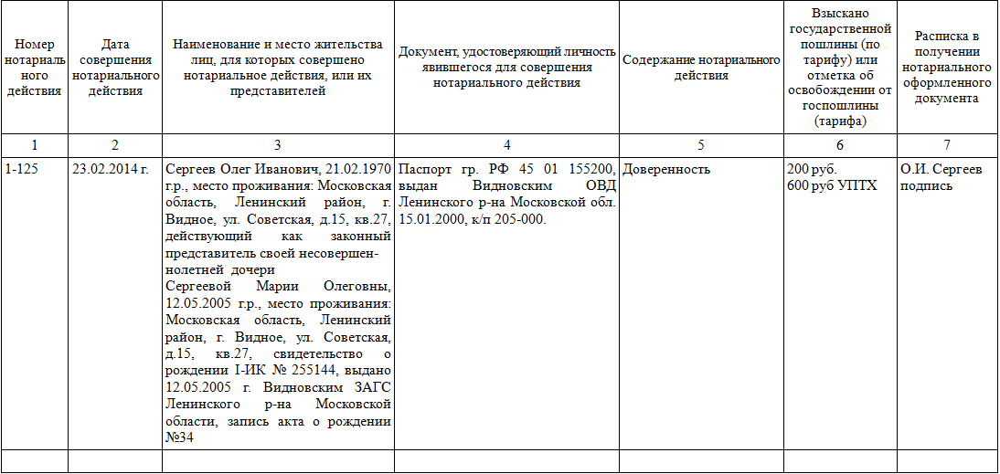 Номер
нотариаль
ного
действия
Дата
совершения
нотариального
действия
Наименование и место жительства
лиц, для которых совершено
нотариальное действия, или их
представителей
Документ, удостоверяющий личность
явившегося для совершения
нотариального действия
Содержание нотариального
действия
Взыскано
государственной
пошлины (по
тарифу) или
отметка об
освобождении от
госпошлины
(тарифа)
Расписка в
получении
нотариального
оформленного
документа
1
2
3
4
5
6
7
1-125
23.02.2014 г.
Сергеев Олег Иванович, 21.02.1970
г.р., место проживания: Московская
область, Ленинский район, г.
Видное, ул. Советская, д.15, кв.27,
действующий как законный
представитель своей несовершен-
нолетней дочери
Сергеевой Марии Олеговны,
12.05.2005 г.р., место проживания:
Московская область, Ленинский
район, г. Видное, ул. Советская,
д.15, кв.27, свидетельство о
рождении I-ИК № 255144, выдано
12.05.2005 г. Видновским ЗАГС
Ленинского р-на Московской
области, запись акта о рождении
№34
Паспорт гр. РФ 45 01 155200,
выдан Видновским ОВД
Ленинского р-на Московской обл.
15.01.2000, к/п 205-000.
Доверенность
200 руб.
600 руб УПТХ
О.И. Сергеев
подпись